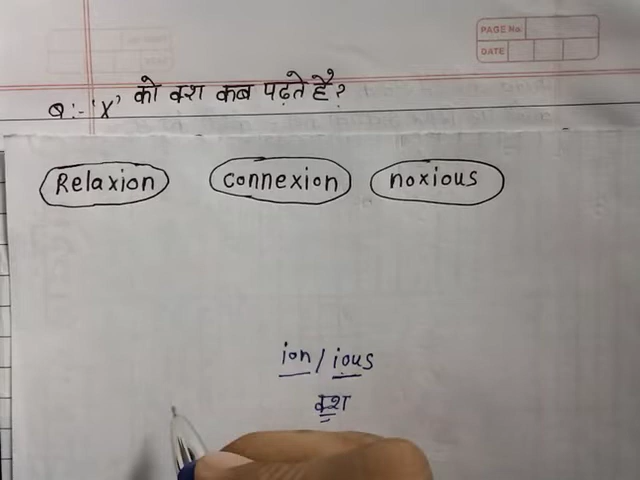 PAGE No.
DATE
Q:- 'X' को क्श कब पढ़ते हैं?
Relaxion connexion noxious
ion / ious
क्श